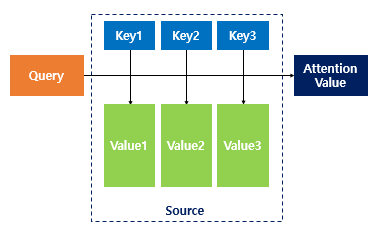 Key1 Key2 Key3
Query
Attention
Value
Value1 Value2 Value3
Source